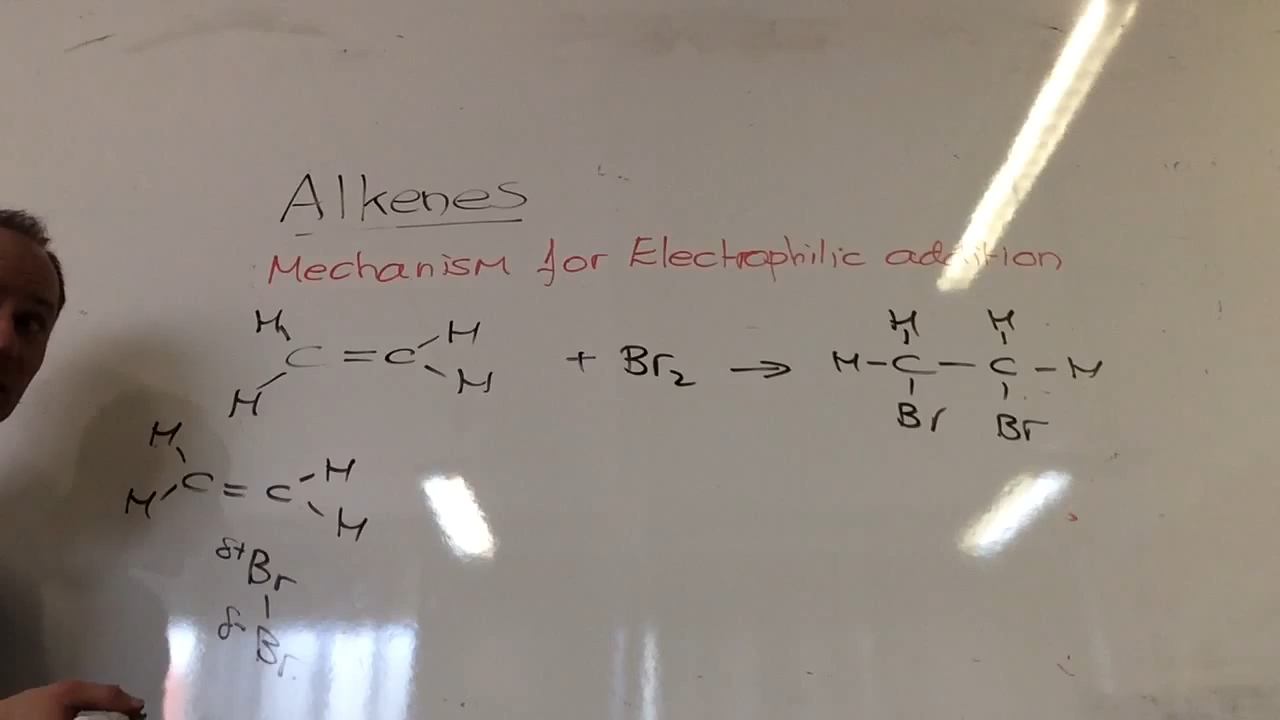 Alkenes
Mechanism for Electrophilic addition
H H H H
C = C + Br₂ → H - C — C - H
H H Br Br
H H
C = C
H H
δ+ Br
|
δ- Br